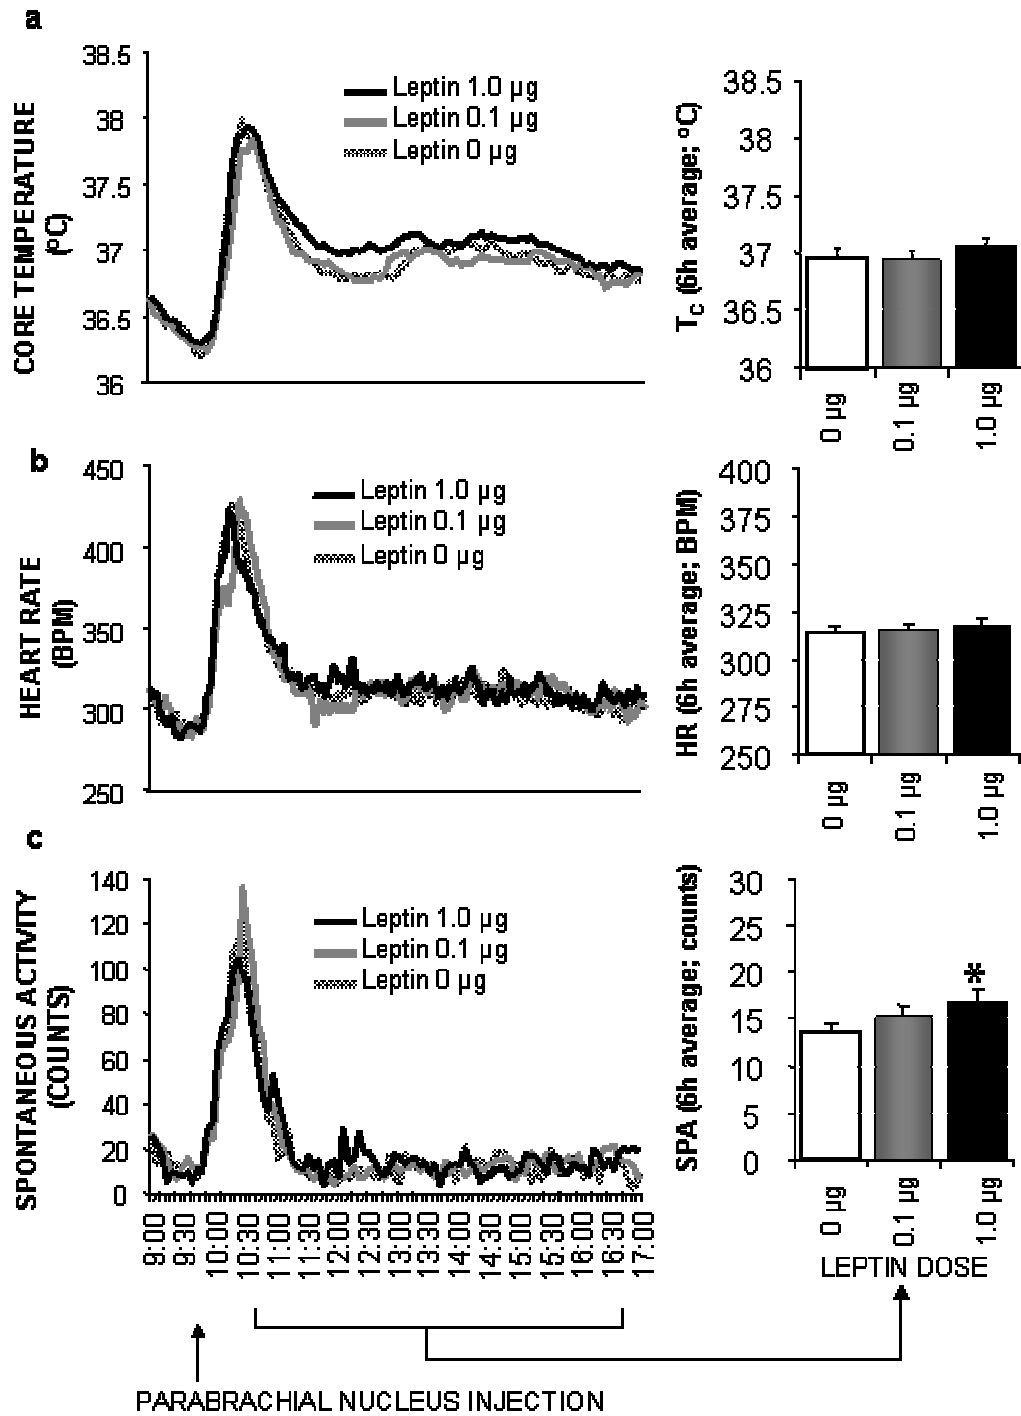 a
CORE TEMPERATURE
(ºC)
38.5
38
37.5
37
36.5
36
Leptin 1.0 µg
Leptin 0.1 µg
Leptin 0 µg
TC (6h average; ºC)
38.5
38
37.5
37
36.5
36
0 µg
0.1 µg
1.0 µg
b
HEART RATE
(BPM)
450
400
350
300
250
Leptin 1.0 µg
Leptin 0.1 µg
Leptin 0 µg
HR (6h average; BPM)
400
375
350
325
300
275
250
0 µg
0.1 µg
1.0 µg
c
SPONTANEOUS ACTIVITY
(COUNTS)
140
120
100
80
60
40
20
0
Leptin 1.0 µg
Leptin 0.1 µg
Leptin 0 µg
9:00
9:30
10:00
10:30
11:00
11:30
12:00
12:30
13:00
13:30
14:00
14:30
15:00
15:30
16:00
16:30
17:00
SPA (6h average; counts)
30
25
20
15
10
5
0
*
0 µg
0.1 µg
1.0 µg
LEPTIN DOSE
PARABRACHIAL NUCLEUS INJECTION